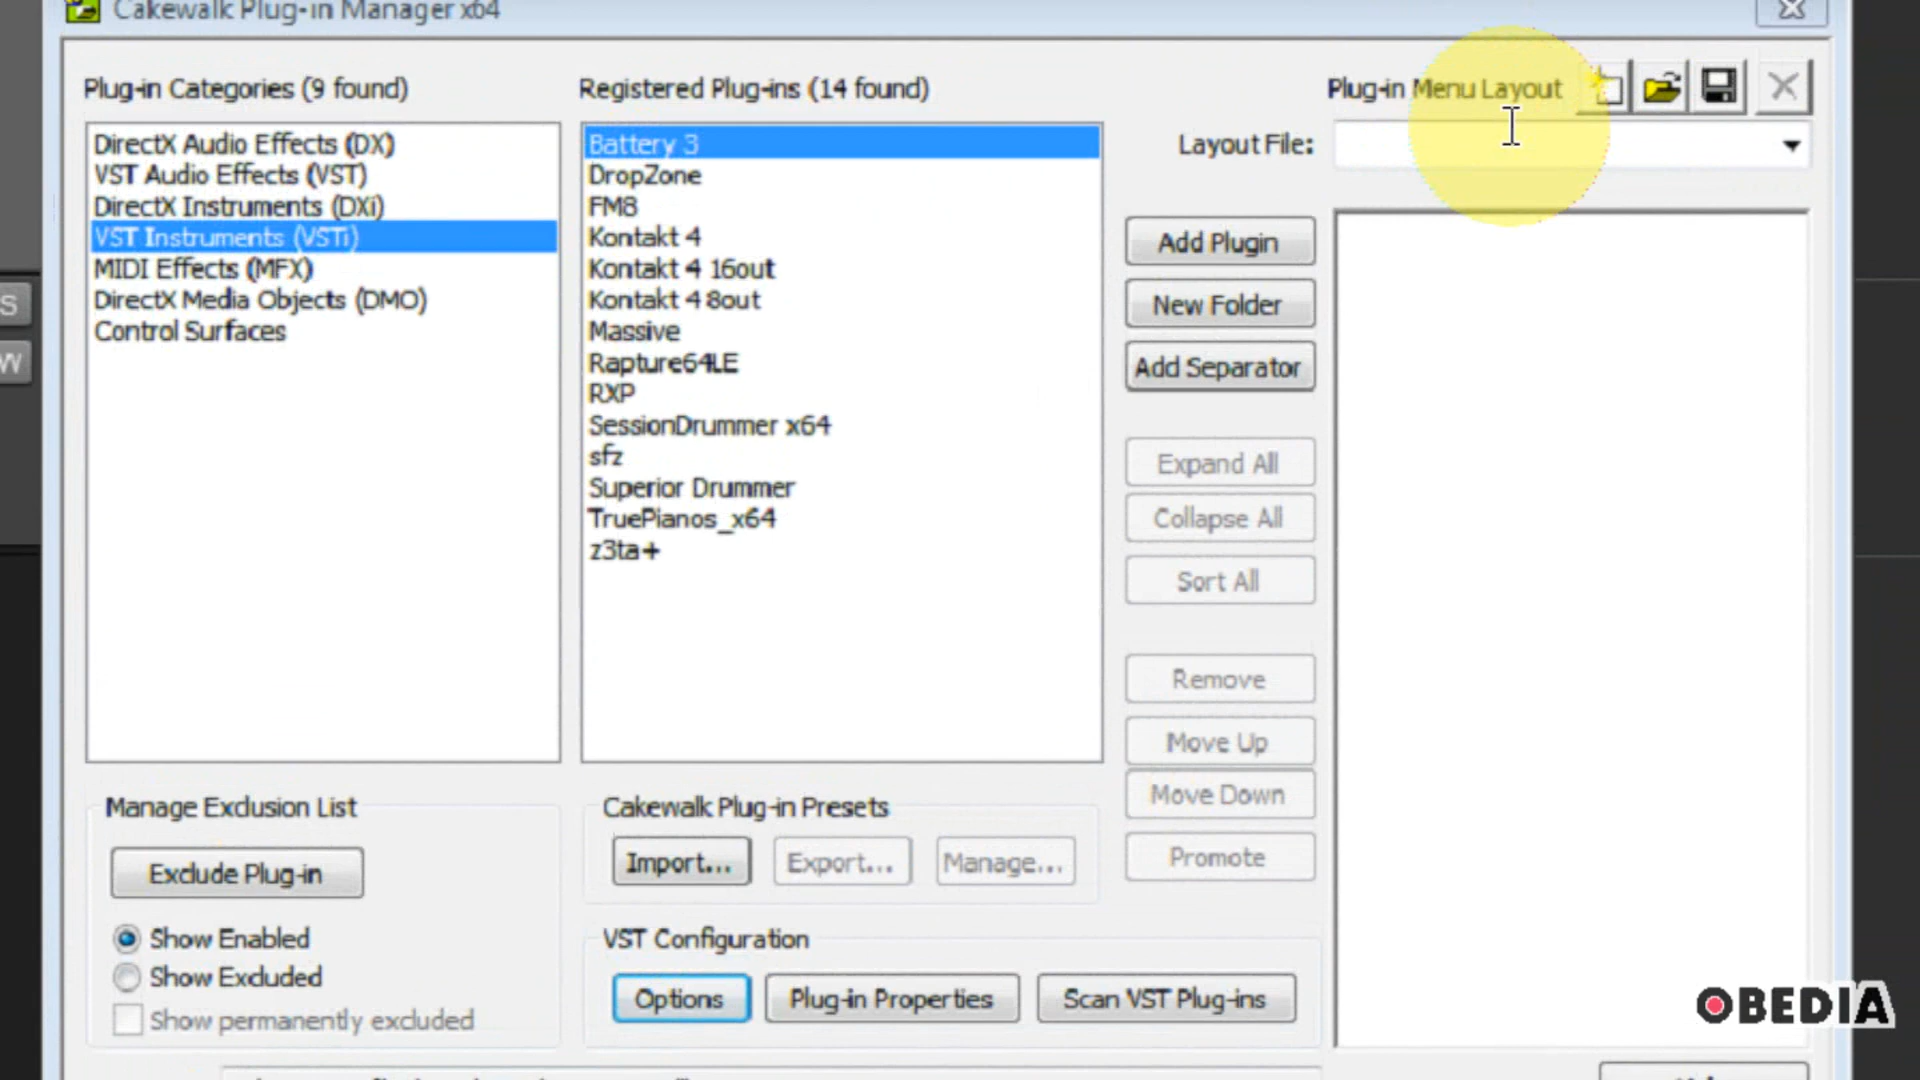 Cakewalk Plug-in Manager x64
Plug-in Categories (9 found)
DirectX Audio Effects (DX)
VST Audio Effects (VST)
DirectX Instruments (DXi)
VST Instruments (VSTi)
MIDI Effects (MFX)
DirectX Media Objects (DMO)
Control Surfaces
Registered Plug-ins (14 found)
Battery 3
DropZone
FM8
Kontakt 4
Kontakt 4 16out
Kontakt 4 8out
Massive
Rapture64LE
RXP
SessionDrummer x64
sfz
Superior Drummer
TruePianos_x64
z3ta+
Plug-in Menu Layout
Layout File:
Add Plugin
New Folder
Add Separator
Expand All
Collapse All
Sort All
Remove
Move Up
Move Down
Promote
Manage Exclusion List
Exclude Plug-in
Show Enabled
Show Excluded
Show permanently excluded
Cakewalk Plug-in Presets
Import...
Export...
Manage...
VST Configuration
Options
Plug-in Properties
Scan VST Plug-ins
S
W
OBEDIA